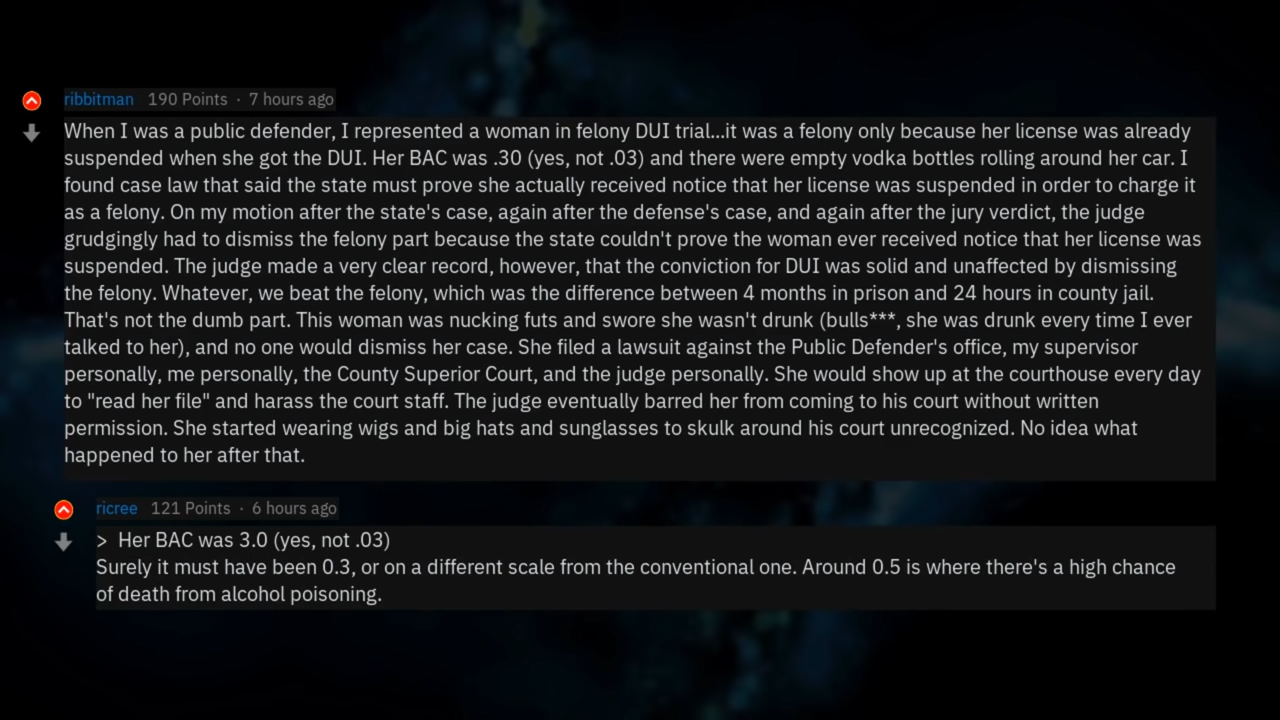 ribbitman 190 Points · 7 hours ago
When I was a public defender, I represented a woman in felony DUI trial...it was a felony only because her license was already
suspended when she got the DUI. Her BAC was .30 (yes, not .03) and there were empty vodka bottles rolling around her car. I
found case law that said the state must prove she actually received notice that her license was suspended in order to charge it
as a felony. On my motion after the state's case, again after the defense's case, and again after the jury verdict, the judge
grudgingly had to dismiss the felony part because the state couldn't prove the woman ever received notice that her license was
suspended. The judge made a very clear record, however, that the conviction for DUI was solid and unaffected by dismissing
the felony. Whatever, we beat the felony, which was the difference between 4 months in prison and 24 hours in county jail.
That's not the dumb part. This woman was nucking futs and swore she wasn't drunk (bulls***, she was drunk every time I ever
talked to her), and no one would dismiss her case. She filed a lawsuit against the Public Defender's office, my supervisor
personally, me personally, the County Superior Court, and the judge personally. She would show up at the courthouse every day
to "read her file" and harass the court staff. The judge eventually barred her from coming to his court without written
permission. She started wearing wigs and big hats and sunglasses to skulk around his court unrecognized. No idea what
happened to her after that.
ricree 121 Points · 6 hours ago
> Her BAC was 3.0 (yes, not .03)
Surely it must have been 0.3, or on a different scale from the conventional one. Around 0.5 is where there's a high chance
of death from alcohol poisoning.